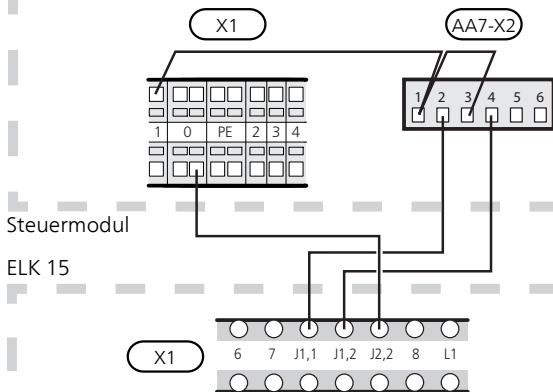 X1 AA7-X2
1 2 3 4 5 6
1 0 PE 2 3 4
Steuermodul
ELK 15
X1 6 7 J1,1 J1,2 J2,2 8 L1